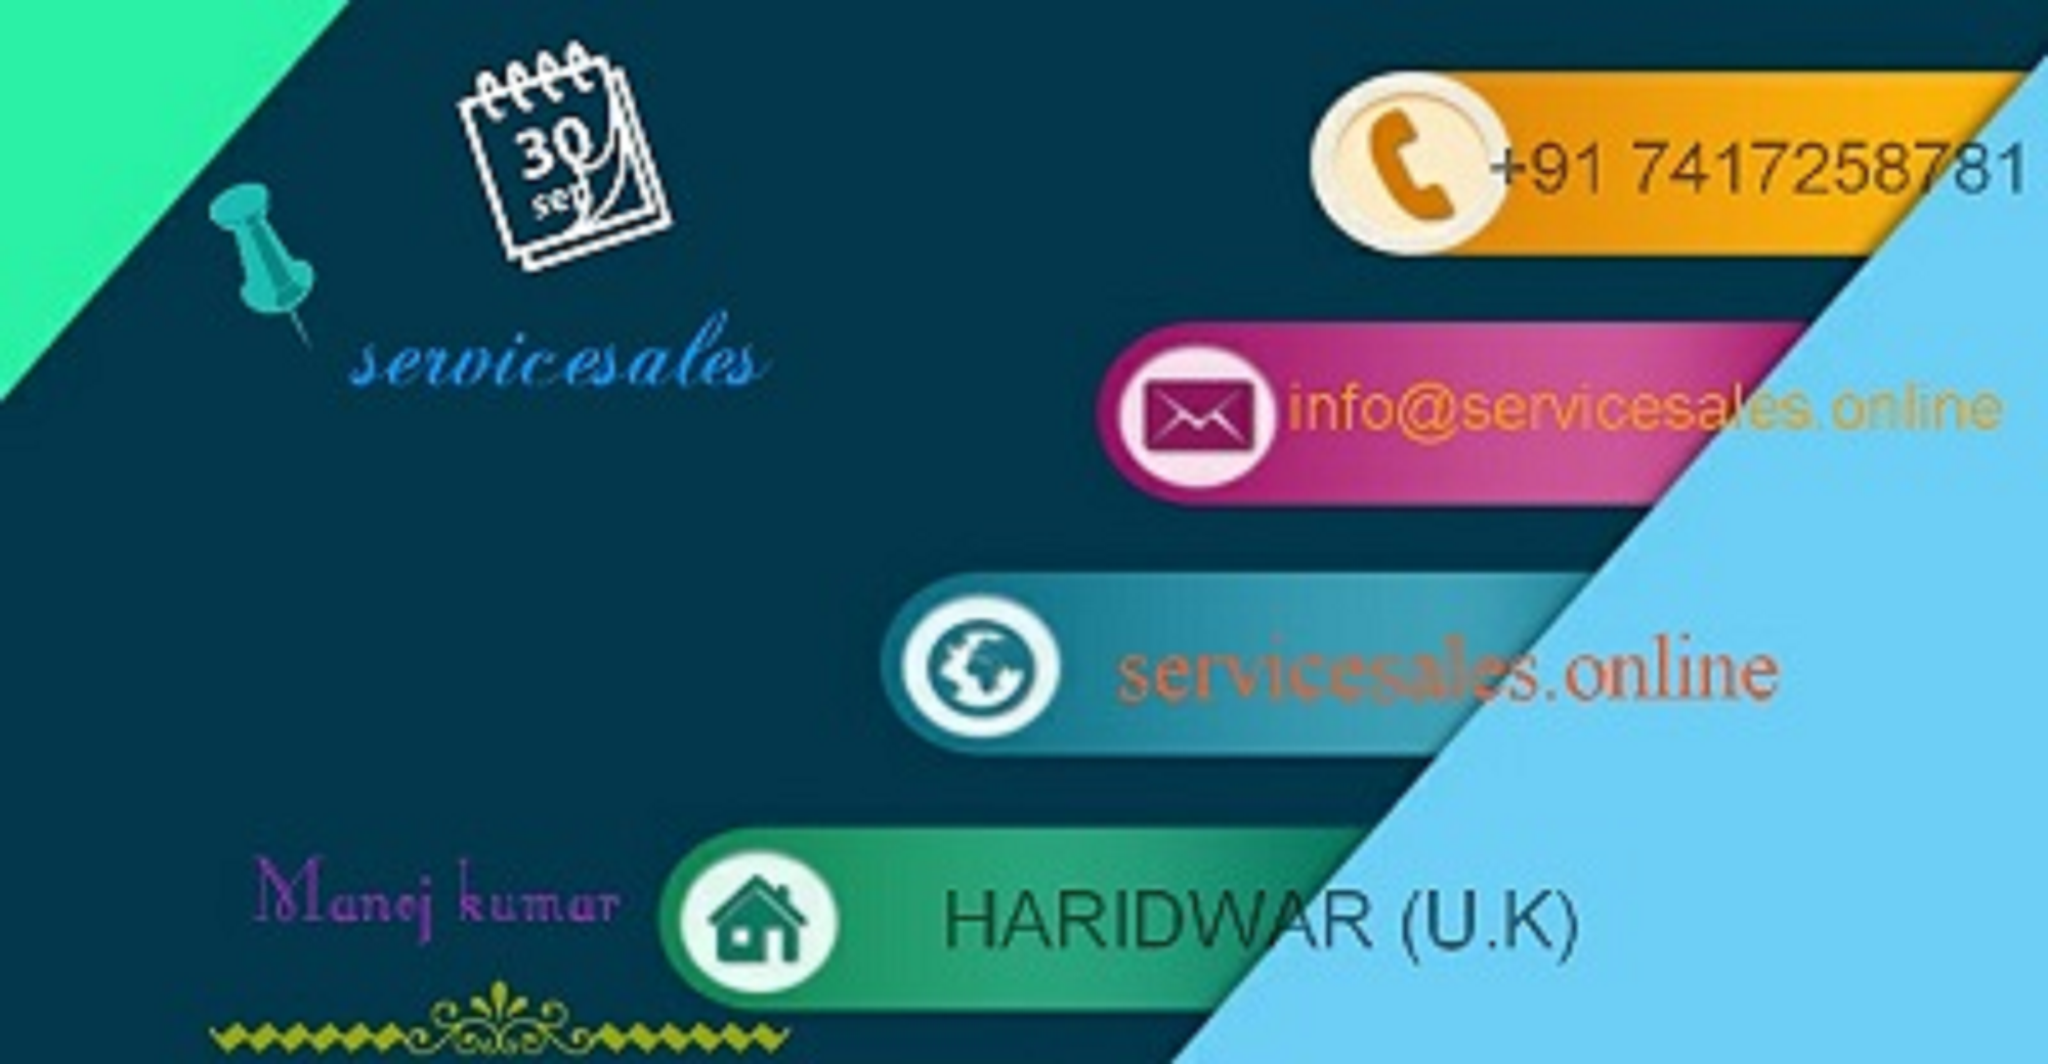 30
sep
servicesales
+91 7417258781
info@servicesales.online
servicesales.online
Manoj kumar
HARIDWAR (U.K)